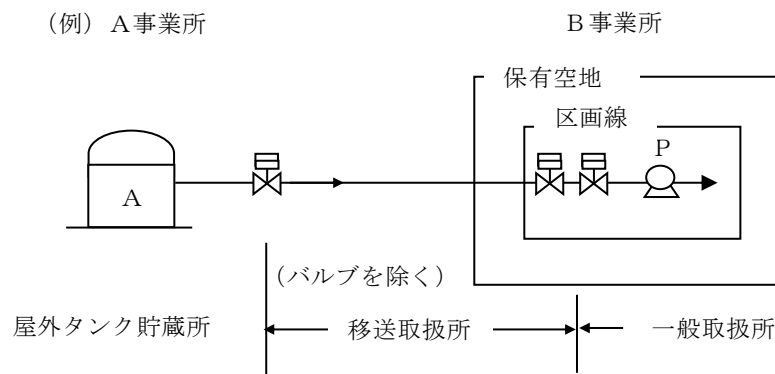 (例) A事業所
B事業所
保有空地
区画線
P
A
(バルブを除く)
屋外タンク貯蔵所
移送取扱所
一般取扱所